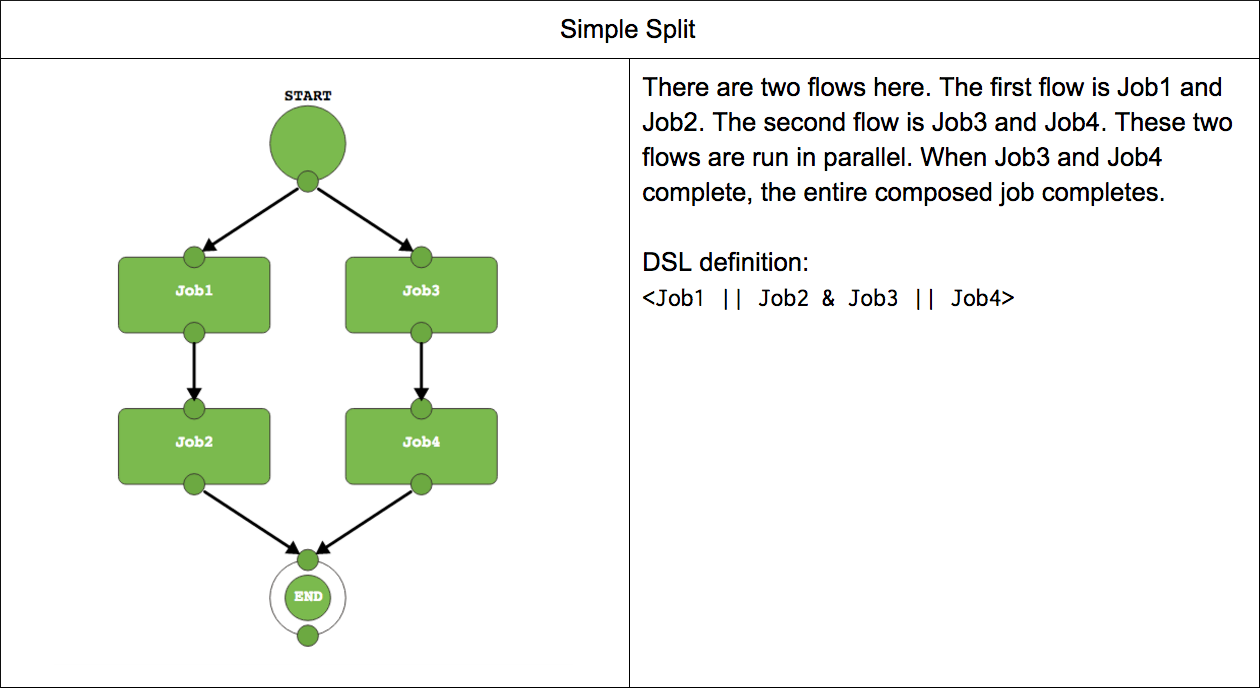 Simple Split
START
Job1
Job3
Job2
Job4
END
There are two flows here. The first flow is Job1 and
Job2. The second flow is Job3 and Job4. These two
flows are run in parallel. When Job3 and Job4
complete, the entire composed job completes.
DSL definition:
<Job1 || Job2 & Job3 || Job4>